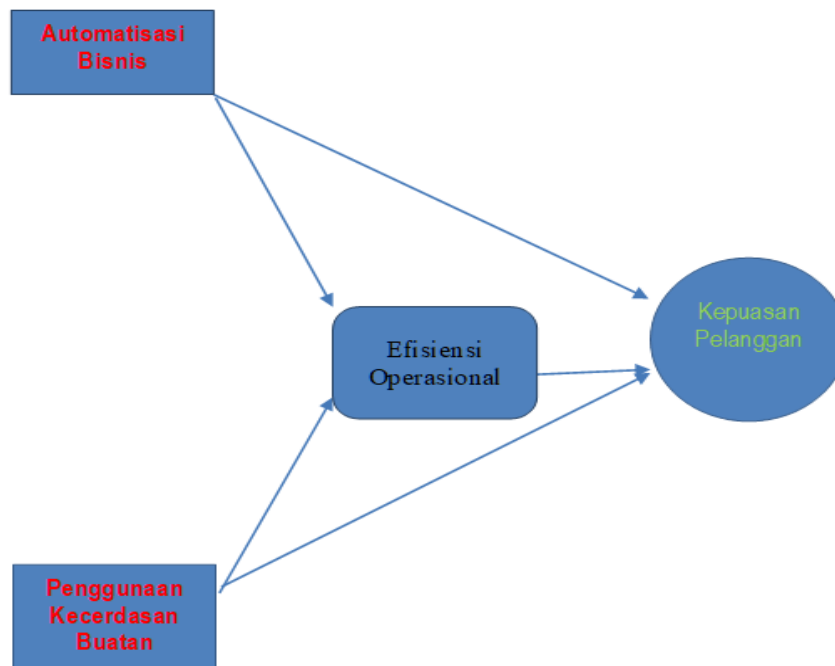 Automatisasi
Bisnis
Kepuasan
Pelanggan
Efisiensi
Operasional
Penggunaan
Kecerdasan
Buatan